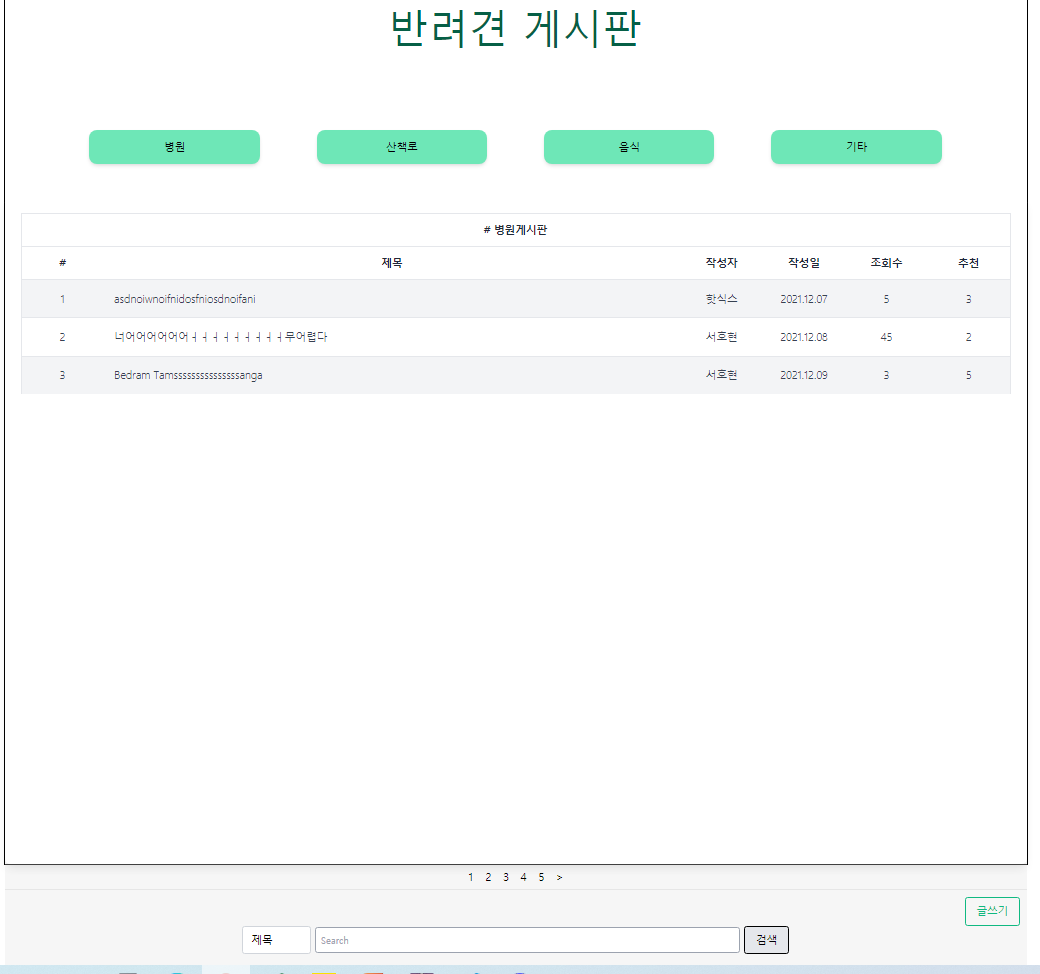 반려견 게시판
병원 산책로 음식 기타
# 병원게시판
# 제목 작성자 작성일 조회수 추천
1 asdnoiwnoifnidosfniosdnoifani 핫식스 2021.12.07 5 3
2 너어어어어어어ㅓㅓㅓㅓㅓㅓㅓㅓㅓ무어렵다 서호현 2021.12.08 45 2
3 Bedram Tamsssssssssssssssanga 서호현 2021.12.09 3 5
1 2 3 4 5 >
글쓰기
제목 Search 검색